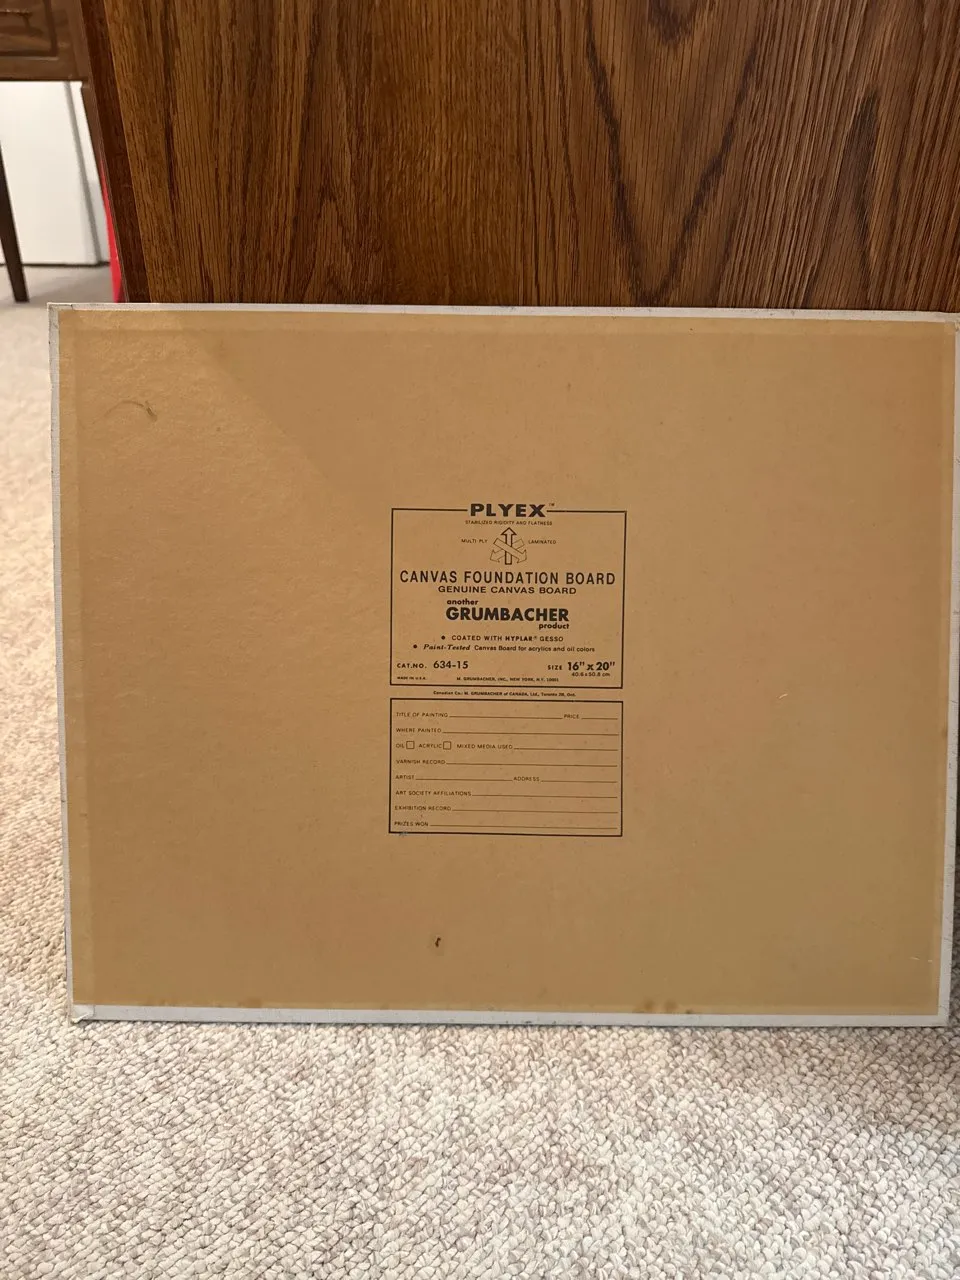 PLYEX™
STABILIZED RIGIDITY AND FLATNESS
MULTI PLY LAMINATED
CANVAS FOUNDATION BOARD
GENUINE CANVAS BOARD
another
GRUMBACHER
product
• COATED WITH HYPLAR® GESSO
• Paint-Tested Canvas Board for acrylics and oil colors
CAT.NO. 634-15 SIZE 16" x 20"
40.6 x 50.8 cm
MADE IN U.S.A. M. GRUMBACHER, INC., NEW YORK, N.Y. 10001
Canadian Co.: M. GRUMBACHER of CANADA, Ltd., Toronto 2B, Ont.
TITLE OF PAINTING PRICE
WHERE PAINTED
OIL ACRYLIC MIXED MEDIA USED
VARNISH RECORD
ARTIST ADDRESS
ART SOCIETY AFFILIATIONS
EXHIBITION RECORD
PRIZES WON